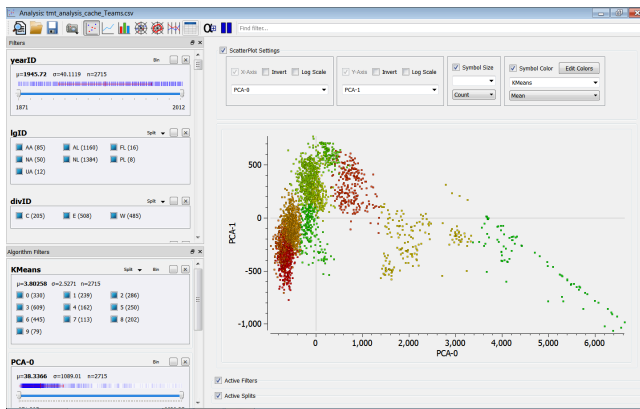 Analysis: tmt_analysis_cache_Teams.csv
Find filter...
Filters
yearID Bin
μ=1945.72 σ=40.1119 n=2715
1871 2012
lgID Split
AA (85) AL (1160) FL (16)
NA (50) NL (1384) PL (8)
UA (12)
divID Split
C (205) E (508) W (485)
Algorithm Filters
KMeans Split
μ=3.80258 σ=2.5271 n=2715
0 (330) 1 (239) 2 (286)
3 (609) 4 (162) 5 (250)
6 (445) 7 (113) 8 (202)
9 (79)
PCA-0 Bin
μ=38.3366 σ=1089.01 n=2715
ScatterPlot Settings
X-Axis Invert Log Scale
PCA-0
Y-Axis Invert Log Scale
PCA-1
Symbol Size
Count
Symbol Color Edit Colors
KMeans
Mean
500
0
-500
-1,000
PCA-1
0 1,000 2,000 3,000 4,000 5,000 6,000
PCA-0
Active Filters
Active Splits